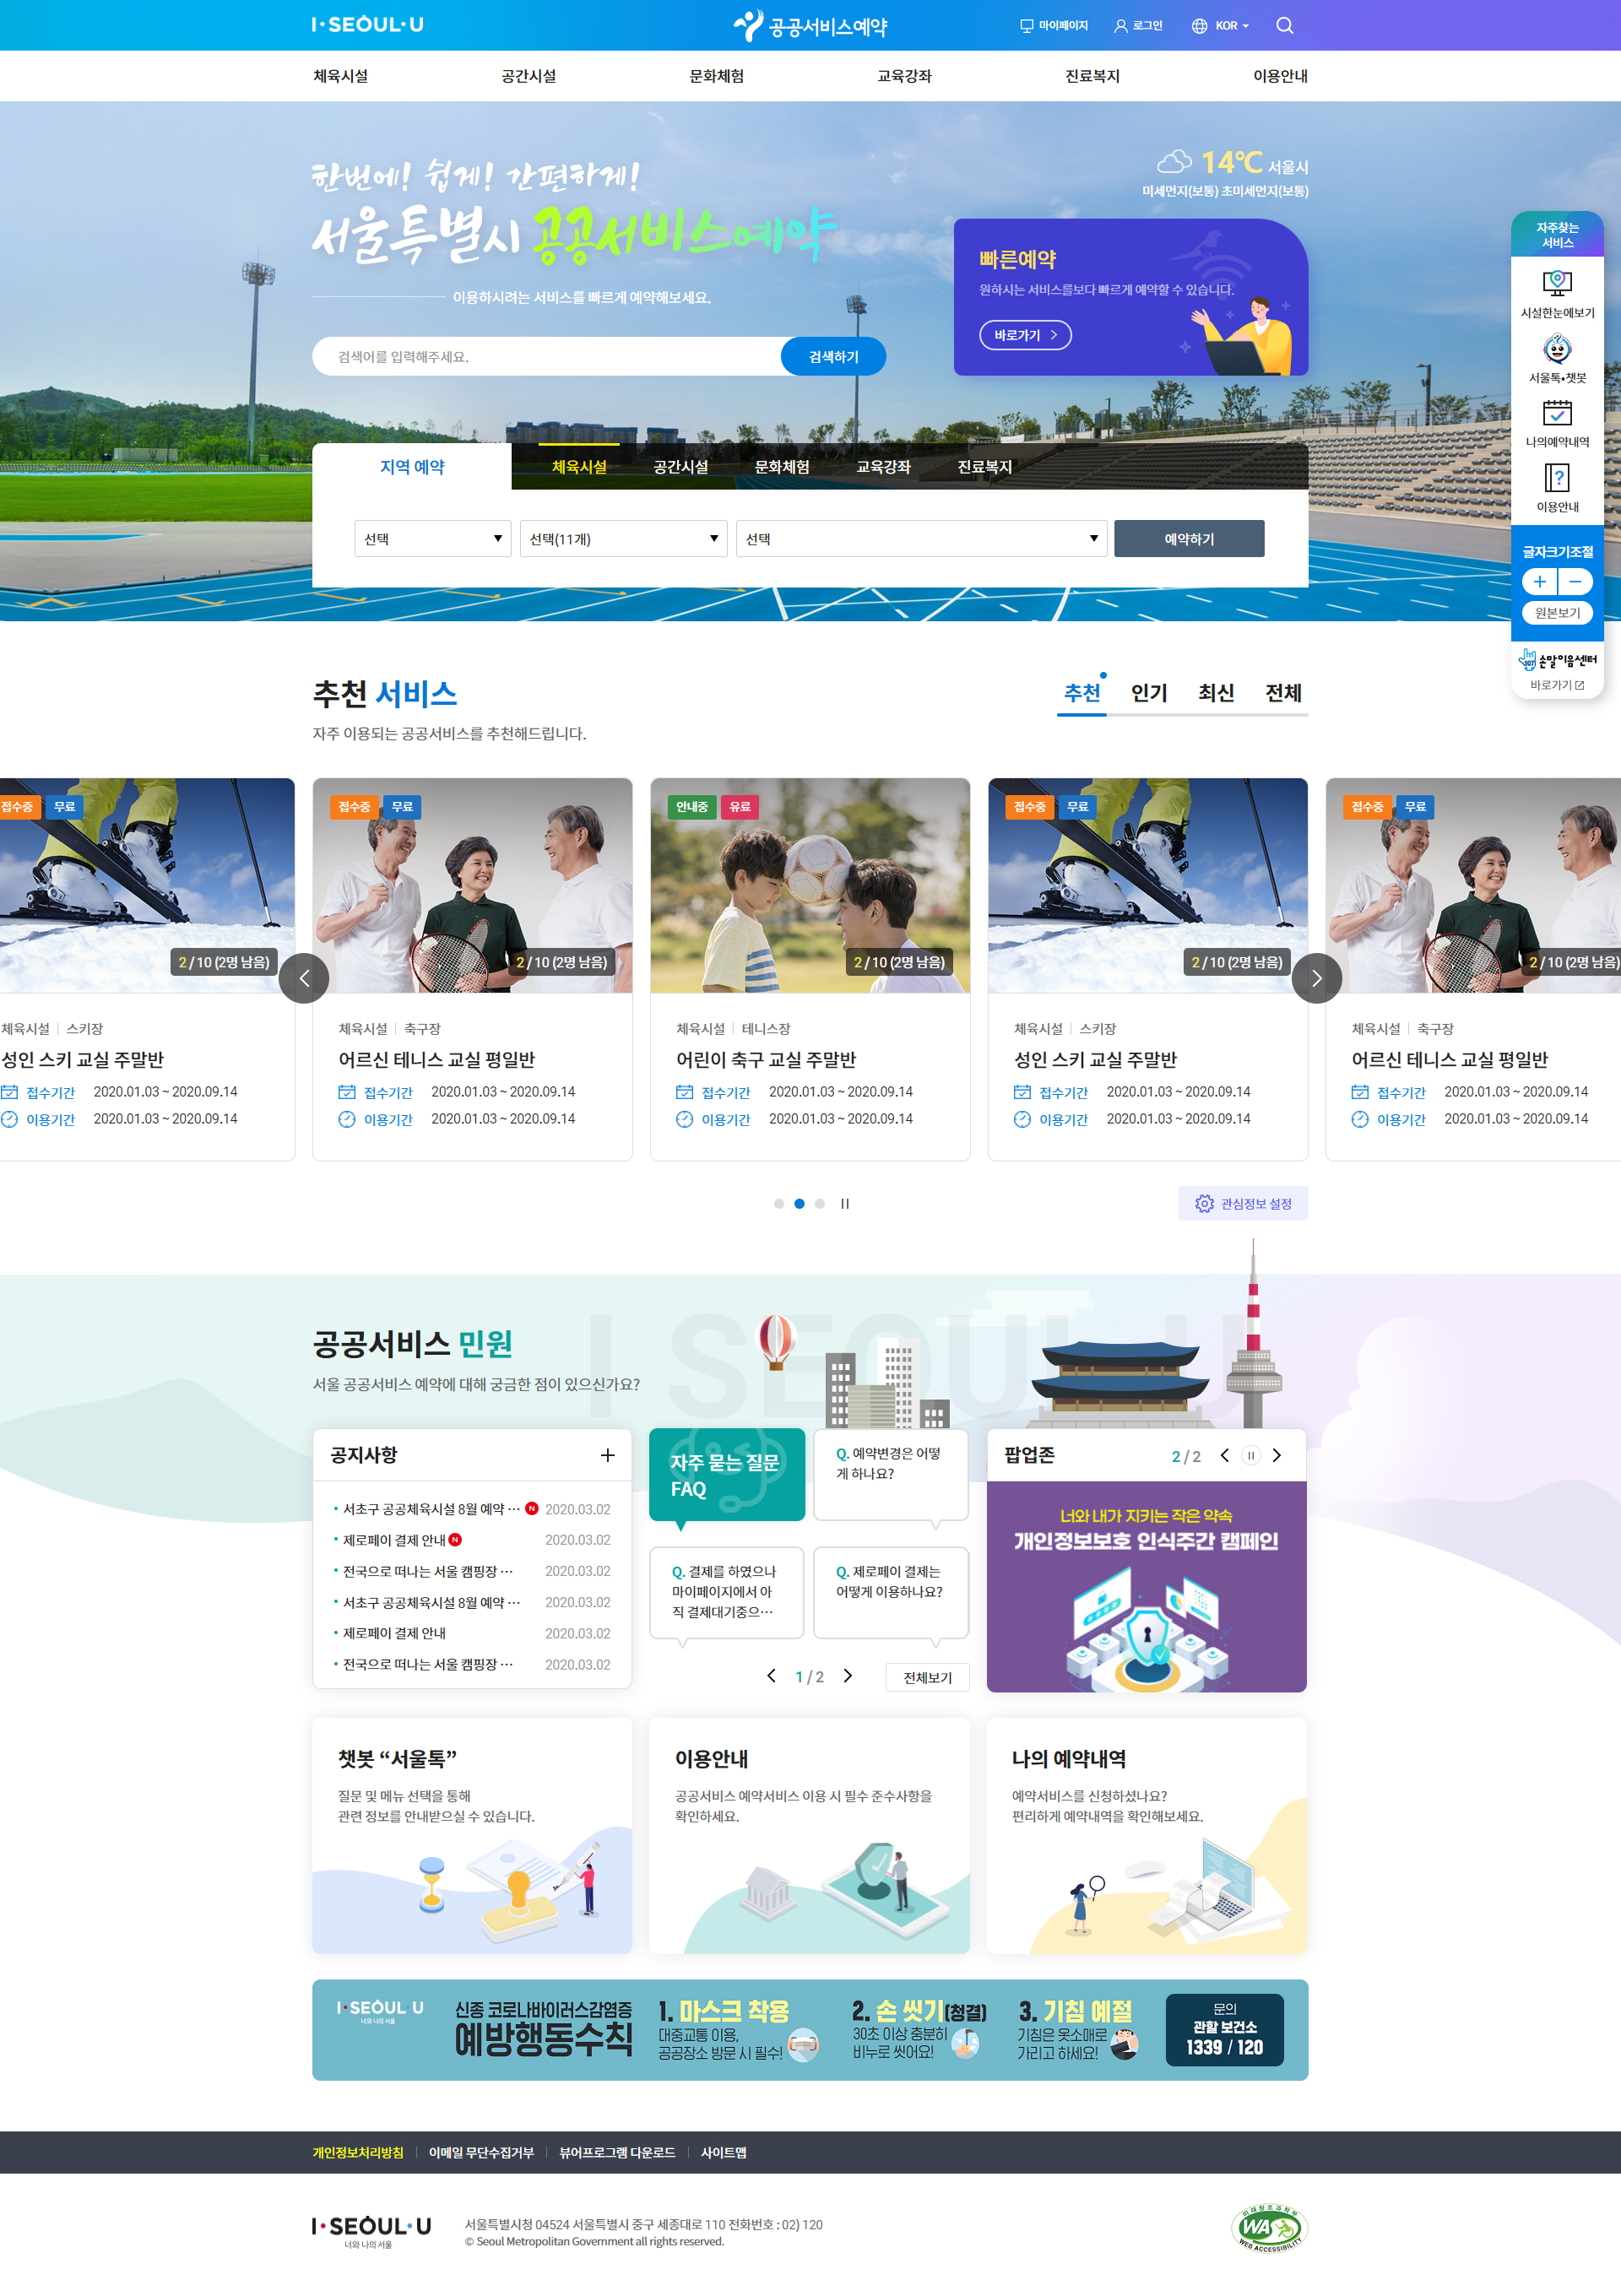 I·SEOUL·U
공공서비스예약
마이페이지
로그인
KOR
체육시설
공간시설
문화체험
교육강좌
진료복지
이용안내
한번에! 쉽게! 간편하게!
서울특별시 공공서비스예약
이용하시려는 서비스를 빠르게 예약해보세요.
검색어를 입력해주세요.
검색하기
14℃ 서울시
미세먼지(보통) 초미세먼지(보통)
빠른예약
원하시는 서비스를보다 빠르게 예약할 수 있습니다.
바로가기
자주찾는
서비스
시설한눈에보기
서울톡•챗봇
나의예약내역
이용안내
글자크기조절
+ −
원본보기
107 손말이음센터
바로가기
지역 예약
체육시설
공간시설
문화체험
교육강좌
진료복지
선택
선택(11개)
선택
예약하기
추천 서비스
자주 이용되는 공공서비스를 추천해드립니다.
추천
인기
최신
전체
접수중 무료
2 / 10 (2명 남음)
체육시설 | 스키장
성인 스키 교실 주말반
접수기간 2020.01.03 ~ 2020.09.14
이용기간 2020.01.03 ~ 2020.09.14
접수중 무료
2 / 10 (2명 남음)
체육시설 | 축구장
어르신 테니스 교실 평일반
접수기간 2020.01.03 ~ 2020.09.14
이용기간 2020.01.03 ~ 2020.09.14
안내중 유료
2 / 10 (2명 남음)
체육시설 | 테니스장
어린이 축구 교실 주말반
접수기간 2020.01.03 ~ 2020.09.14
이용기간 2020.01.03 ~ 2020.09.14
접수중 무료
2 / 10 (2명 남음)
체육시설 | 스키장
성인 스키 교실 주말반
접수기간 2020.01.03 ~ 2020.09.14
이용기간 2020.01.03 ~ 2020.09.14
접수중 무료
2 / 10 (2명 남음)
체육시설 | 축구장
어르신 테니스 교실 평일반
접수기간 2020.01.03 ~ 2020.09.14
이용기간 2020.01.03 ~ 2020.09.14
관심정보 설정
I SEOUL U
공공서비스 민원
서울 공공서비스 예약에 대해 궁금한 점이 있으신가요?
공지사항
서초구 공공체육시설 8월 예약 ··· N 2020.03.02
제로페이 결제 안내 N 2020.03.02
전국으로 떠나는 서울 캠핑장 ··· 2020.03.02
서초구 공공체육시설 8월 예약 ··· 2020.03.02
제로페이 결제 안내 2020.03.02
전국으로 떠나는 서울 캠핑장 ··· 2020.03.02
자주 묻는 질문
FAQ
Q. 예약변경은 어떻
게 하나요?
Q. 결제를 하였으나
마이페이지에서 아
직 결제대기중으···
Q. 제로페이 결제는
어떻게 이용하나요?
1 / 2
전체보기
팝업존
2 / 2
너와 내가 지키는 작은 약속
개인정보보호 인식주간 캠페인
챗봇 “서울톡”
질문 및 메뉴 선택을 통해
관련 정보를 안내받으실 수 있습니다.
이용안내
공공서비스 예약서비스 이용 시 필수 준수사항을
확인하세요.
나의 예약내역
예약서비스를 신청하셨나요?
편리하게 예약내역을 확인해보세요.
I·SEOUL·U
너와 나의 서울
신종 코로나바이러스감염증
예방행동수칙
1. 마스크 착용
대중교통 이용,
공공장소 방문 시 필수!
2. 손 씻기(청결)
30초 이상 충분히
비누로 씻어요!
3. 기침 예절
기침은 옷소매로
가리고 하세요!
문의
관할 보건소
1339 / 120
개인정보처리방침
이메일 무단수집거부
뷰어프로그램 다운로드
사이트맵
I·SEOUL·U
너와 나의 서울
서울특별시청 04524 서울특별시 중구 세종대로 110 전화번호 : 02) 120
© Seoul Metropolitan Government all rights reserved.
미래창조과학부
WA
WEB ACCESSIBILITY